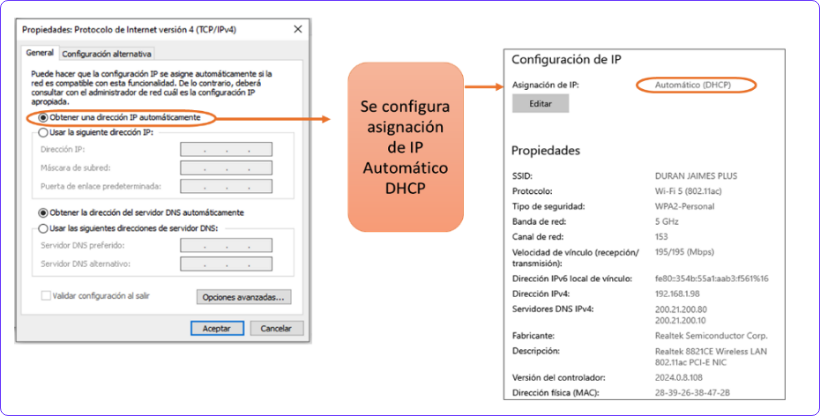 Propiedades: Protocolo de Internet versión 4 (TCP/IPv4)
General
Configuración alternativa
Puede hacer que la configuración IP se asigne automáticamente si la
red es compatible con esta funcionalidad. De lo contrario, deberá
consultar con el administrador de red cuál es la configuración IP
apropiada.
Obtener una dirección IP automáticamente
Usar la siguiente dirección IP:
Dirección IP:
Máscara de subred:
Puerta de enlace predeterminada:
Obtener la dirección del servidor DNS automáticamente
Usar las siguientes direcciones de servidor DNS:
Servidor DNS preferido:
Servidor DNS alternativo:
Validar configuración al salir
Opciones avanzadas...
Aceptar
Cancelar
Se configura
asignación
de IP
Automático
DHCP
Configuración de IP
Asignación de IP: Automático (DHCP)
Editar
Propiedades
SSID: DURAN JAIMES PLUS
Protocolo: Wi-Fi 5 (802.11ac)
Tipo de seguridad: WPA2-Personal
Banda de red: 5 GHz
Canal de red: 153
Velocidad de vínculo (recepción/ 195/195 (Mbps)
transmisión):
Dirección IPv6 local de vínculo: fe80::354b:55a1:aab3:f561%16
Dirección IPv4: 192.168.1.98
Servidores DNS IPv4: 200.21.200.80
200.21.200.10
Fabricante: Realtek Semiconductor Corp.
Descripción: Realtek 8821CE Wireless LAN
802.11ac PCI-E NIC
Versión del controlador: 2024.0.8.108
Dirección física (MAC): 28-39-26-38-47-2B